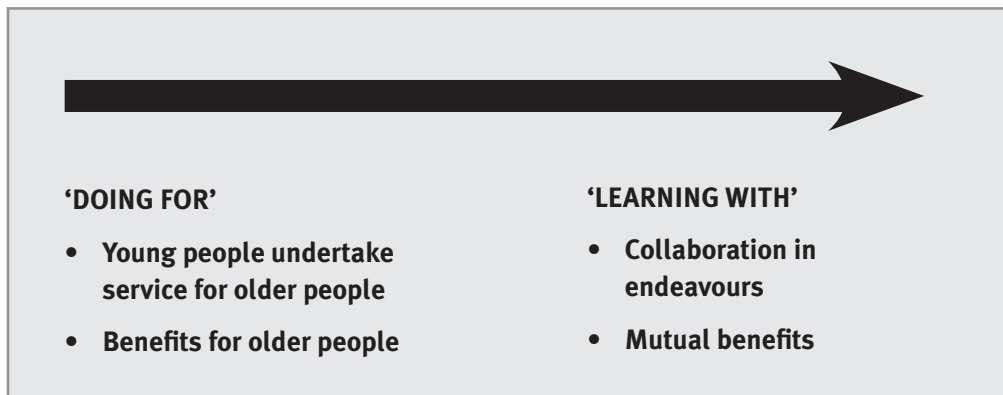 ‘DOING FOR’
• Young people undertake
service for older people
• Benefits for older people
‘LEARNING WITH’
• Collaboration in
endeavours
• Mutual benefits